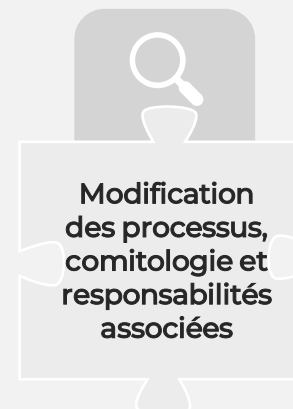 Modification
des processus,
comitologie et
responsabilités
associées